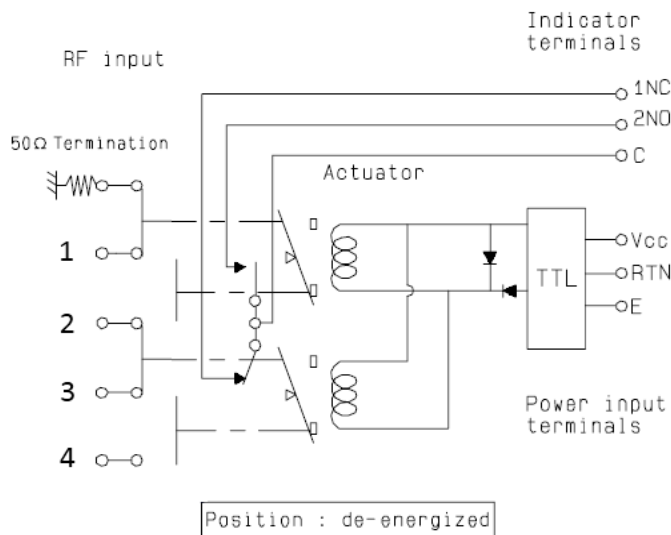 Indicator
terminals
RF input
1NC
2NO
50Ω Termination
C
Actuator
1
Vcc
TTL
RTN
2
E
3
Power input
terminals
4
Position : de-energized